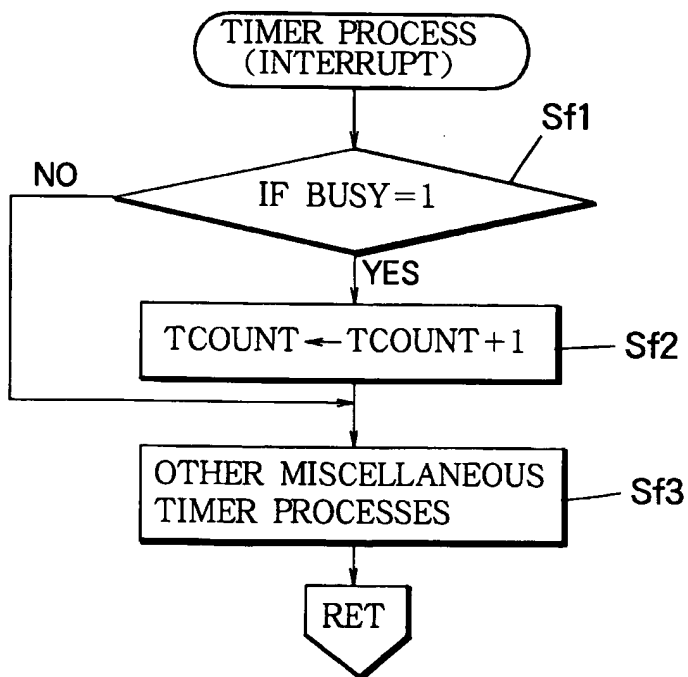 TIMER PROCESS
(INTERRUPT)
Sf1
NO
IF BUSY=1
YES
TCOUNT←TCOUNT+1
Sf2
OTHER MISCELLANEOUS
TIMER PROCESSES
Sf3
RET